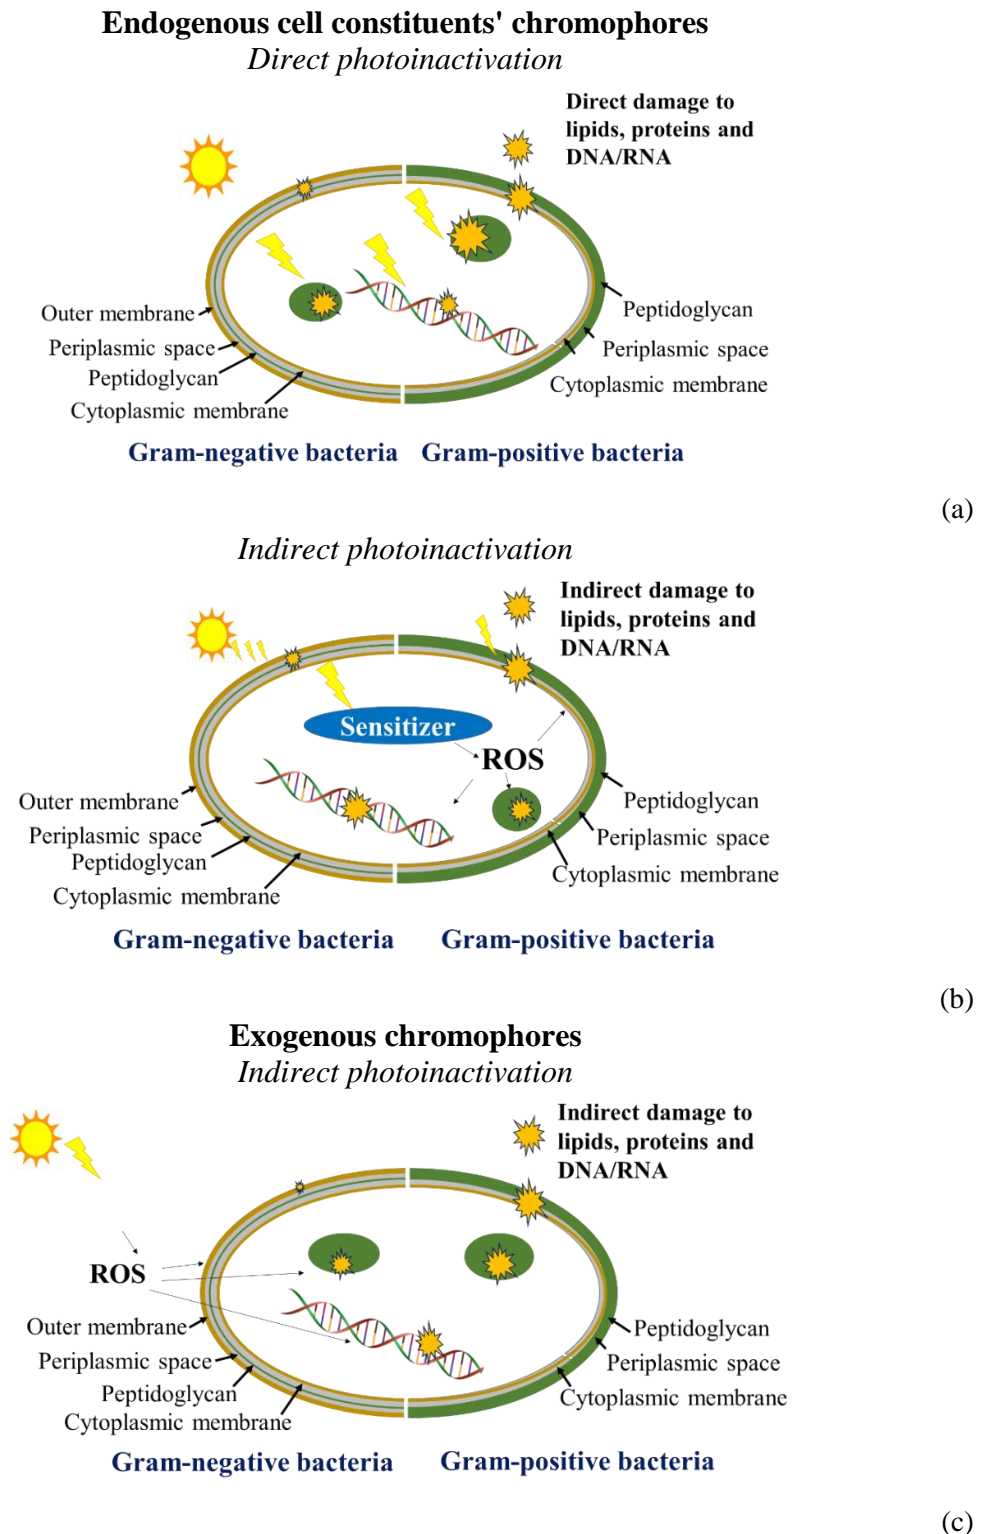 Endogenous cell constituents' chromophores
Direct photoinactivation
Direct damage to
lipids, proteins and
DNA/RNA
Outer membrane
Periplasmic space
Peptidoglycan
Cytoplasmic membrane
Peptidoglycan
Periplasmic space
Cytoplasmic membrane
Gram-negative bacteria
Gram-positive bacteria
(a)
Indirect photoinactivation
Indirect damage to
lipids, proteins and
DNA/RNA
Sensitizer
ROS
Outer membrane
Periplasmic space
Peptidoglycan
Cytoplasmic membrane
Peptidoglycan
Periplasmic space
Cytoplasmic membrane
Gram-negative bacteria
Gram-positive bacteria
(b)
Exogenous chromophores
Indirect photoinactivation
Indirect damage to
lipids, proteins and
DNA/RNA
ROS
Outer membrane
Periplasmic space
Peptidoglycan
Cytoplasmic membrane
Peptidoglycan
Periplasmic space
Cytoplasmic membrane
Gram-negative bacteria
Gram-positive bacteria
(c)